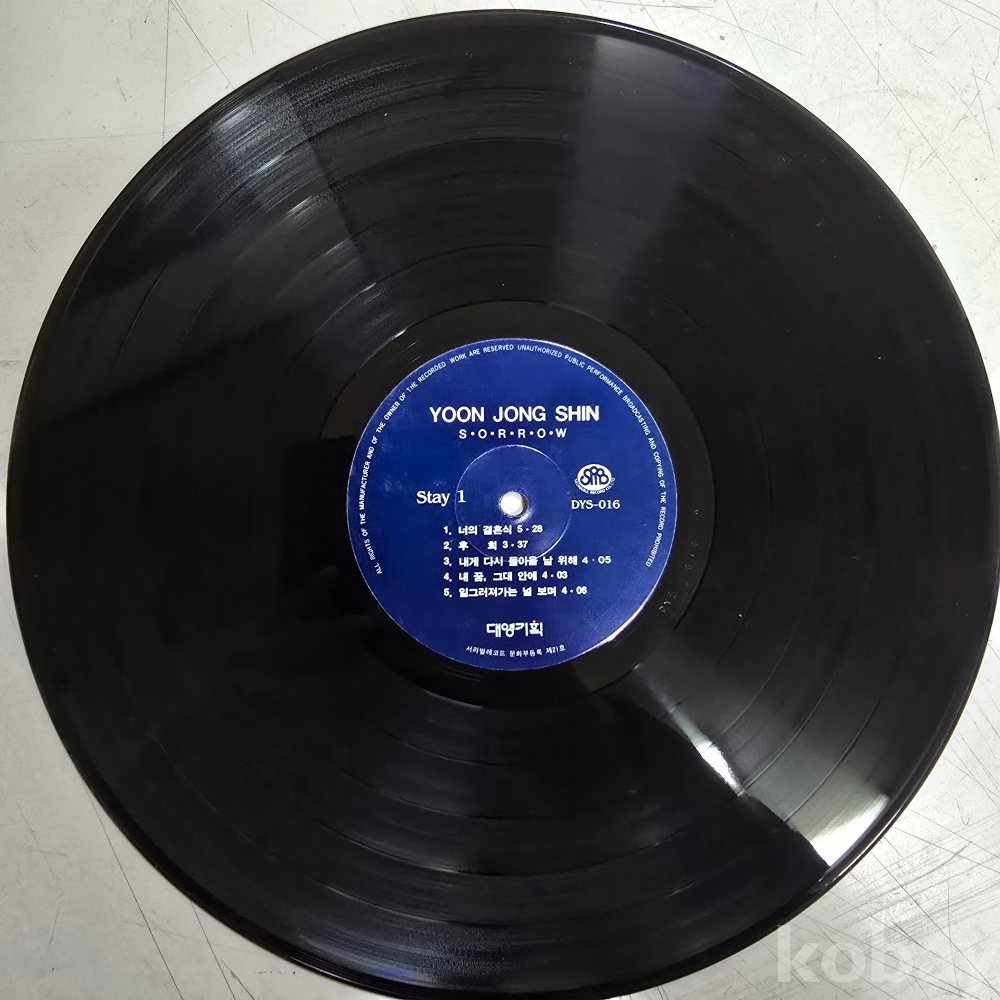 ALL RIGHTS OF THE MANUFACTURER AND OF THE OWNER OF THE RECORDED WORK ARE RESERVED UNAUTHORIZED PUBLIC PERFORMANCE BROADCASTING AND COPYING OF THE RECORD PROHIBITED
YOON JONG SHIN
S•O•R•R•O•W
Stay 1
SRB
DYS-016
1. 너의 결혼식 5•28
2. 후 회 3•37
3. 내게 다시 돌아올 날 위해 4•05
4. 내 꿈, 그대 안에 4•03
5. 일그러져가는 널 보며 4•06
대영기획
서라벌레코드 문화부등록 제21호
kobay